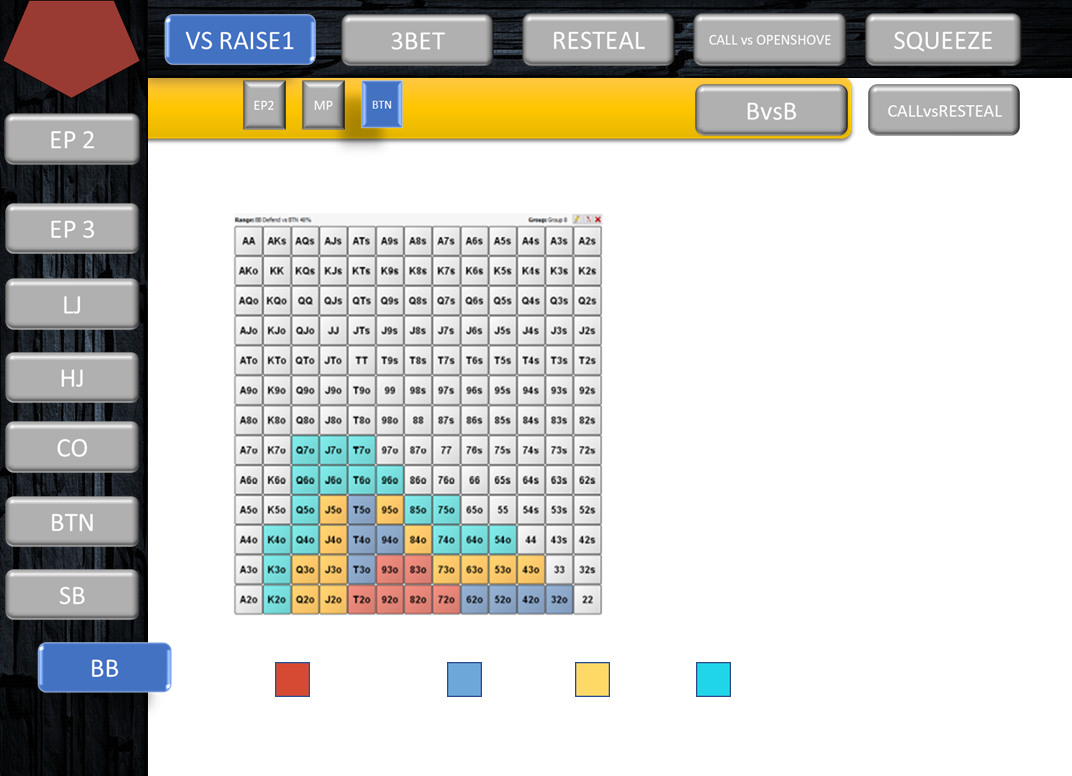 VS RAISE1 3BET RESTEAL CALL vs OPENSHOVE SQUEEZE
EP2 MP BTN BvsB CALLvsRESTEAL
EP 2
EP 3
LJ
HJ
CO
BTN
SB
BB
Range: BB Defend vs BTN 40% Group: Group 8
AA AKs AQs AJs ATs A9s A8s A7s A6s A5s A4s A3s A2s
AKo KK KQs KJs KTs K9s K8s K7s K6s K5s K4s K3s K2s
AQo KQo QQ QJs QTs Q9s Q8s Q7s Q6s Q5s Q4s Q3s Q2s
AJo KJo QJo JJ JTs J9s J8s J7s J6s J5s J4s J3s J2s
ATo KTo QTo JTo TT T9s T8s T7s T6s T5s T4s T3s T2s
A9o K9o Q9o J9o T9o 99 98s 97s 96s 95s 94s 93s 92s
A8o K8o Q8o J8o T8o 98o 88 87s 86s 85s 84s 83s 82s
A7o K7o Q7o J7o T7o 97o 87o 77 76s 75s 74s 73s 72s
A6o K6o Q6o J6o T6o 96o 86o 76o 66 65s 64s 63s 62s
A5o K5o Q5o J5o T5o 95o 85o 75o 65o 55 54s 53s 52s
A4o K4o Q4o J4o T4o 94o 84o 74o 64o 54o 44 43s 42s
A3o K3o Q3o J3o T3o 93o 83o 73o 63o 53o 43o 33 32s
A2o K2o Q2o J2o T2o 92o 82o 72o 62o 52o 42o 32o 22